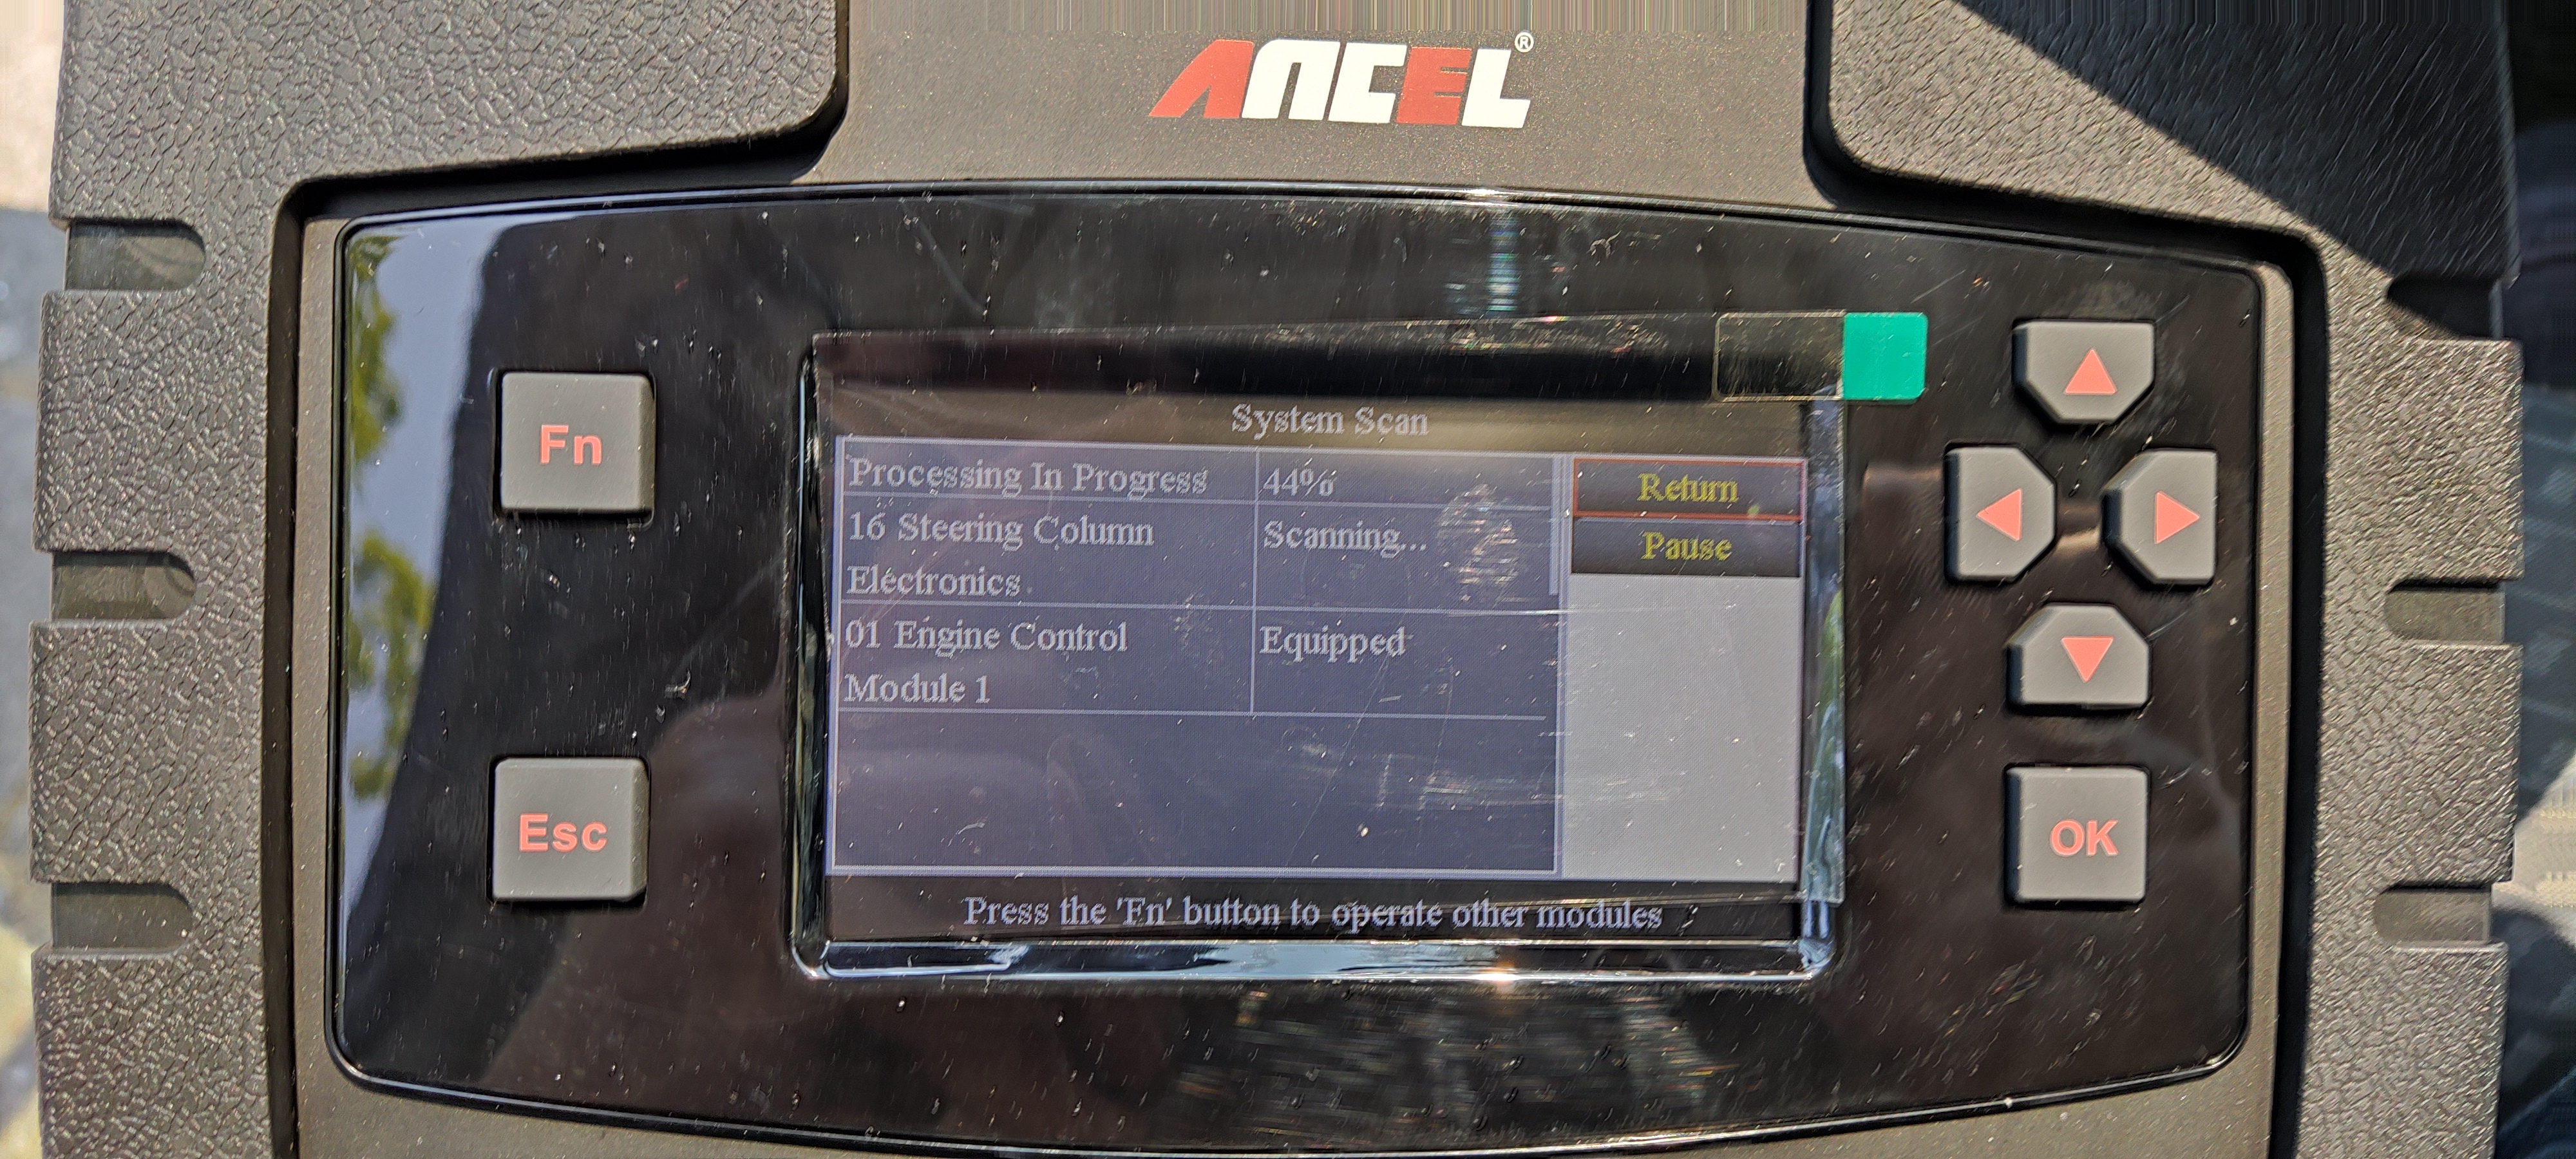 ANCEL®
System Scan
Processing In Progress 44%
16 Steering Column Scanning...
Electronics
01 Engine Control Equipped
Module 1
Return
Pause
Press the 'Fn' button to operate other modules
Fn
Esc
OK